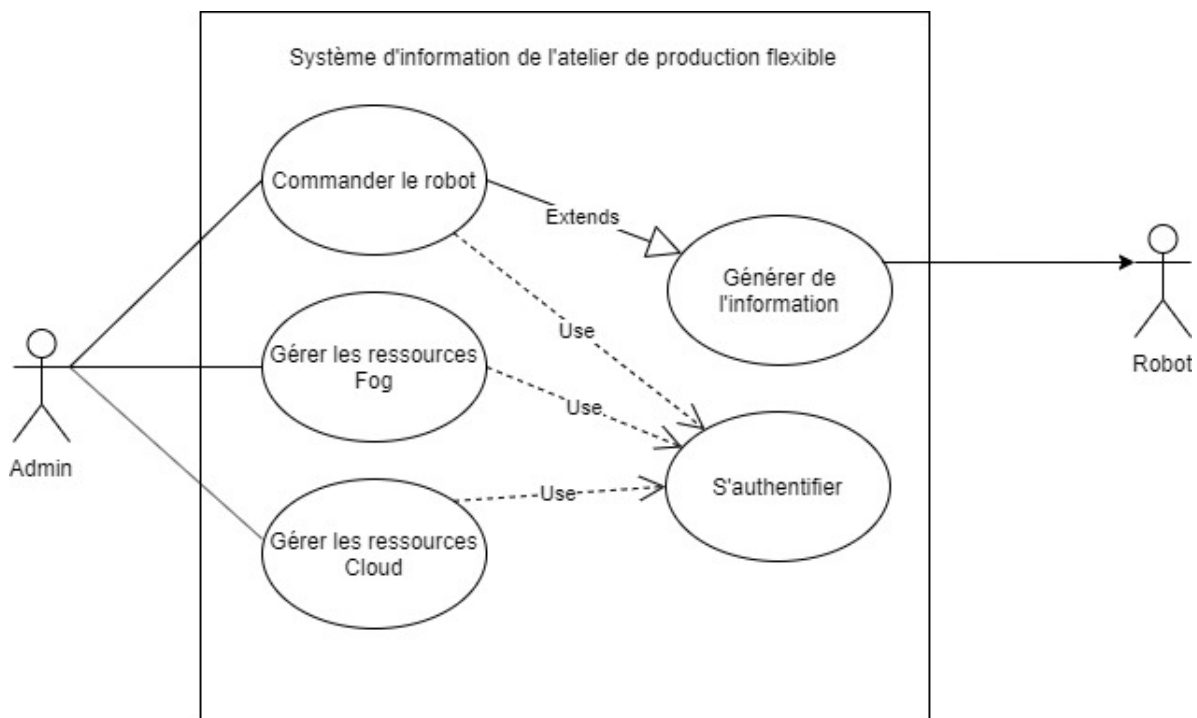 Système d'information de l'atelier de production flexible
Commander le robot
Extends
Générer de
l'information
Use
Gérer les ressources
Fog
Use
Robot
Admin
S'authentifier
Use
Gérer les ressources
Cloud